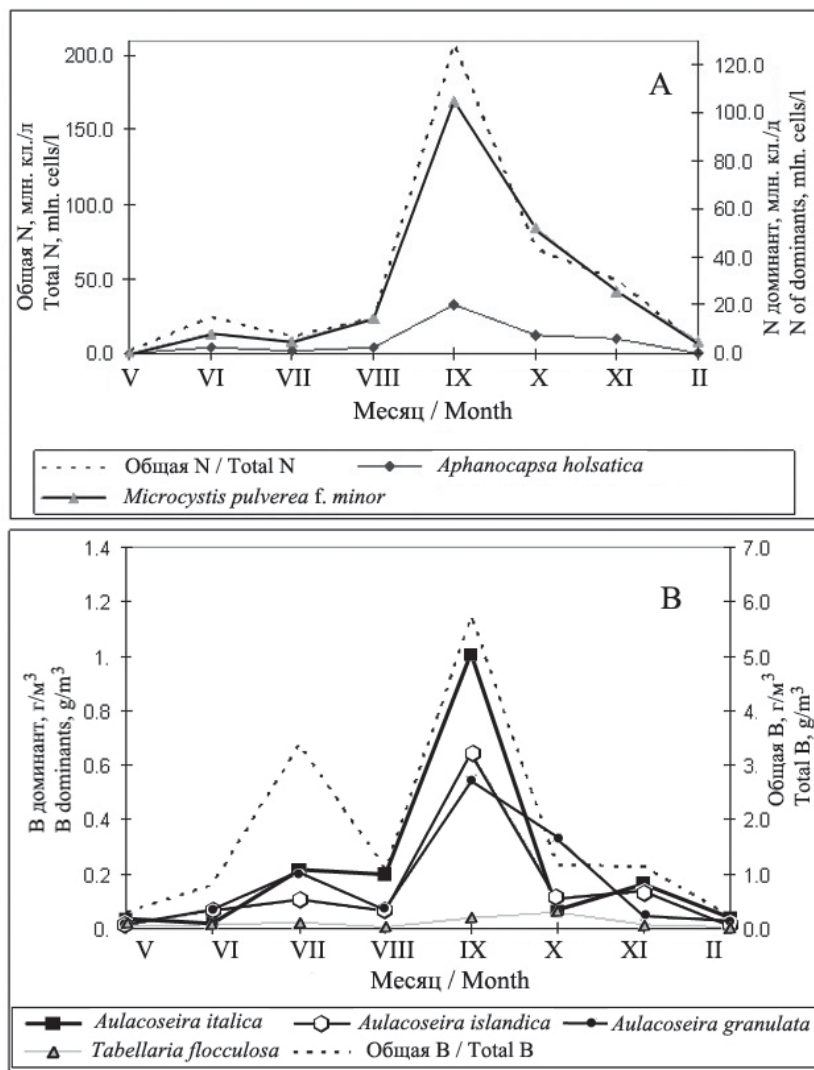 A
Общая N, млн. кл./л
Total N, mln. cells/l
200.0
150.0
100.0
50.0
0.0
120.0
100.0
80.0
60.0
40.0
20.0
0.0
N доминант, млн. кл./д
N of dominants, mln. cells/l
V VI VII VIII IX X XI II
Месяц / Month
Общая N / Total N Aphanocapsa holsatica
Microcystis pulverea f. minor
B
В доминант, г/м³
B dominants, g/m³
1.4
1.2
1.
0.8
0.6
0.4
0.2
0.
7.0
6.0
5.0
4.0
3.0
2.0
1.0
0.0
Общая В, г/м³
Total B, g/m³
V VI VII VIII IX X XI II
Месяц / Month
Aulacoseira italica Aulacoseira islandica Aulacoseira granulata
Tabellaria flocculosa Общая В / Total B